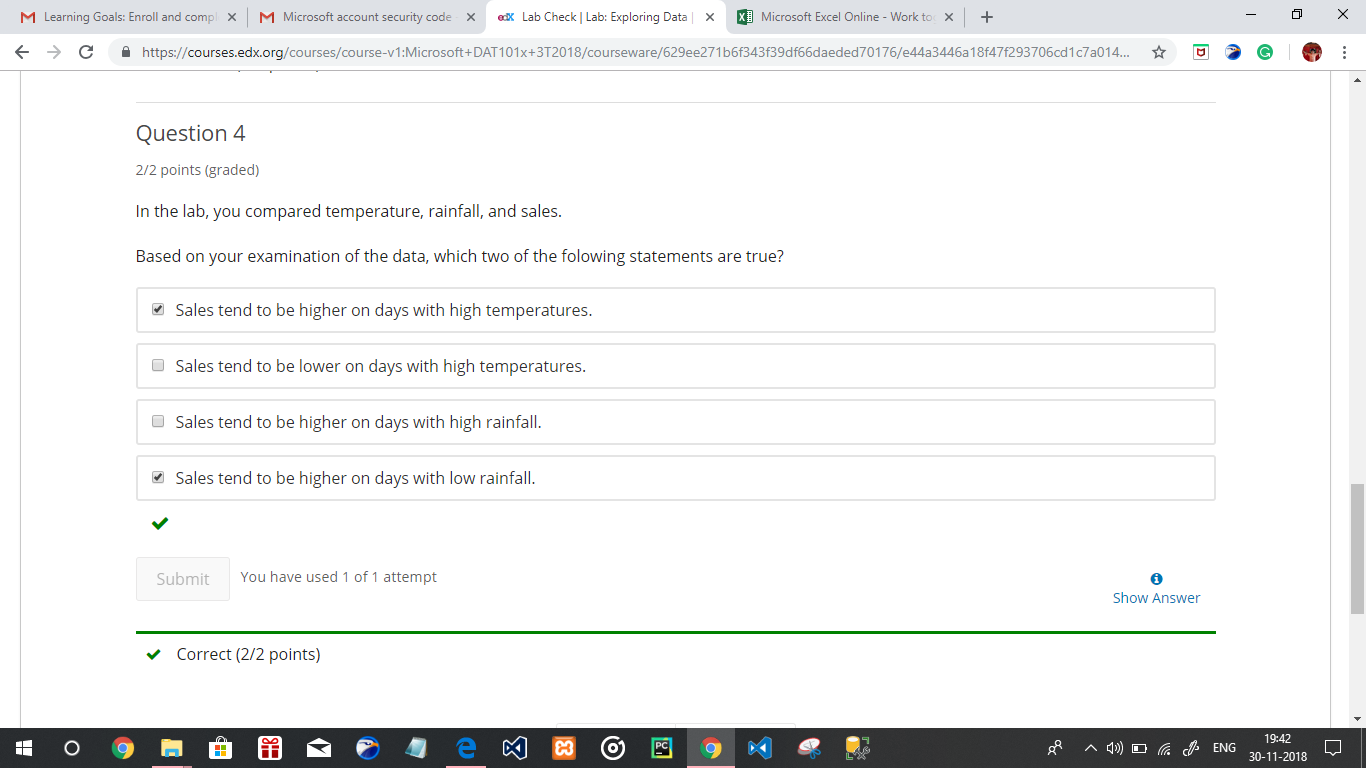 Learning Goals: Enroll and compl
Microsoft account security code
edX Lab Check | Lab: Exploring Data |
Microsoft Excel Online - Work to
https://courses.edx.org/courses/course-v1:Microsoft+DAT101x+3T2018/courseware/629ee271b6f343f39df66daeded70176/e44a3446a18f47f293706cd1c7a014...
Question 4
2/2 points (graded)
In the lab, you compared temperature, rainfall, and sales.
Based on your examination of the data, which two of the folowing statements are true?
Sales tend to be higher on days with high temperatures.
Sales tend to be lower on days with high temperatures.
Sales tend to be higher on days with high rainfall.
Sales tend to be higher on days with low rainfall.
Submit
You have used 1 of 1 attempt
Show Answer
Correct (2/2 points)
ENG
19:42
30-11-2018